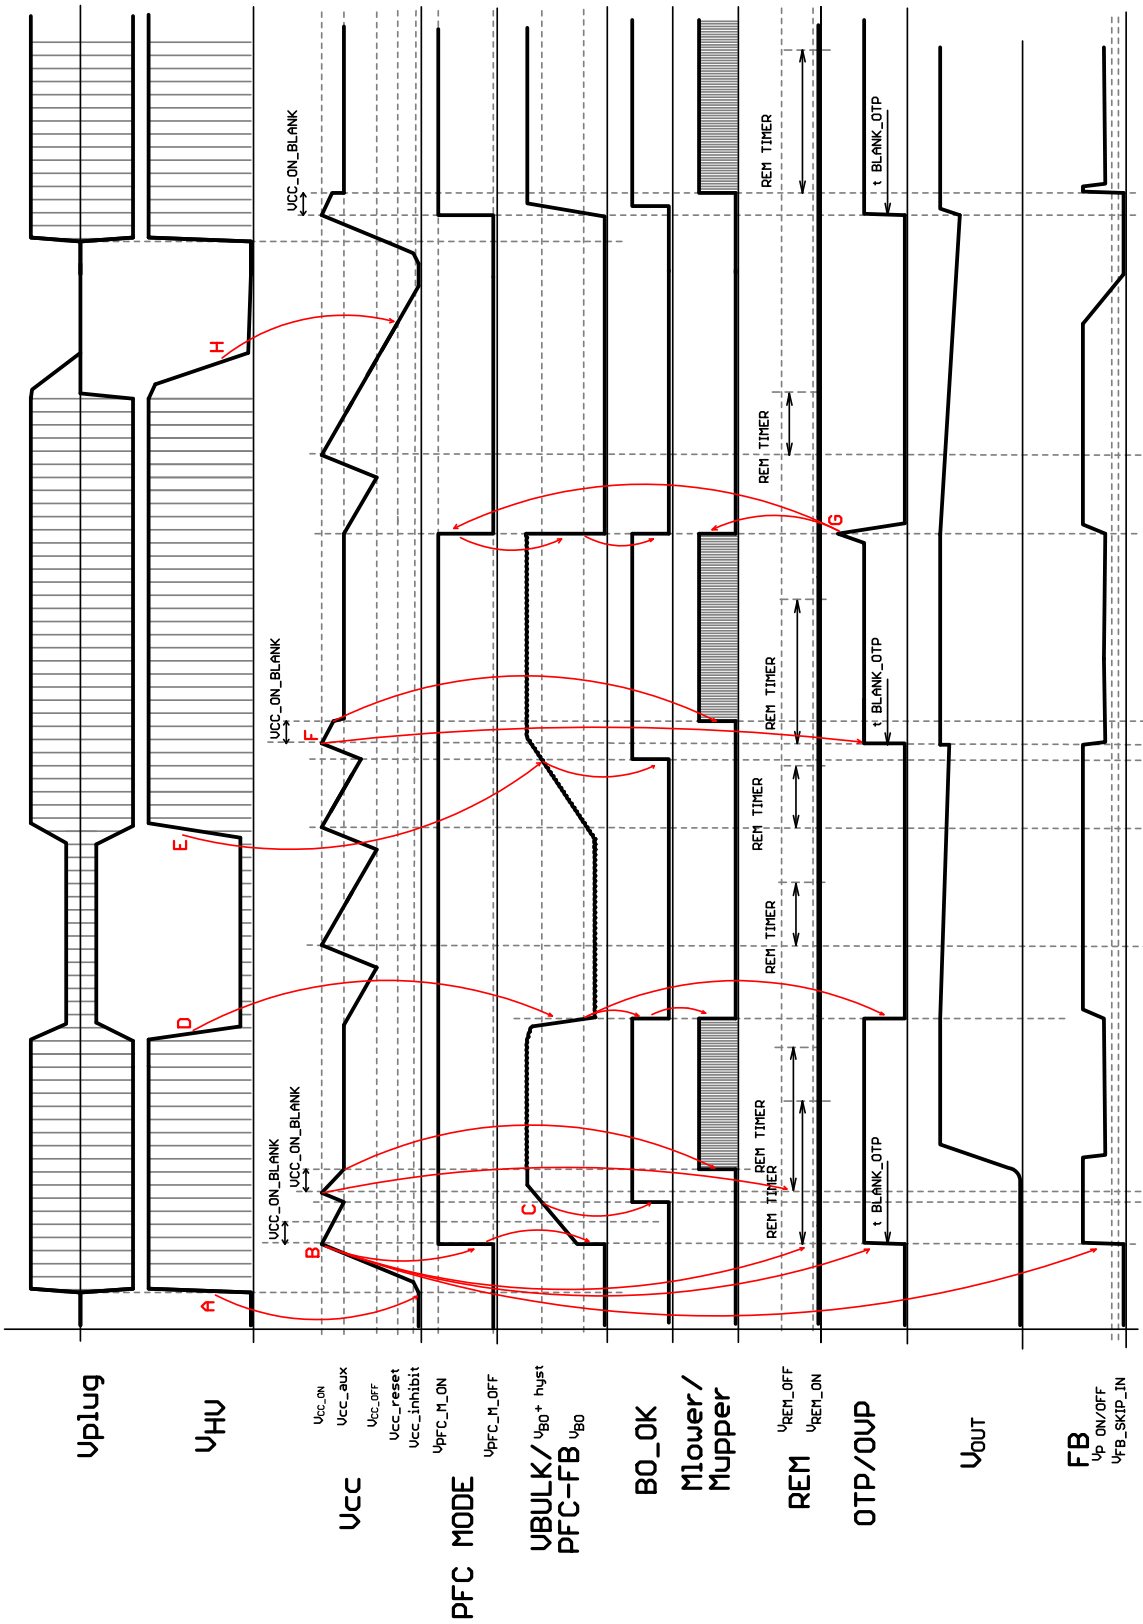 Vplug
VHV
VCC_ON
Vcc_aux
VCC_OFF
Vcc_reset
Vcc_inhibit
Vcc
VPFC_M_ON
VPFC_M_OFF
PFC MODE
VBULK/
PFC-FB
VBO+ hyst
VBO
BO_OK
Mlower/
Mupper
VREM_OFF
VREM_ON
REM
OTP/OVP
VOUT
FB
VP ON/OFF
VFB_SKIP_IN
A
B
C
D
E
F
G
H
VCC_ON_BLANK
VCC_ON_BLANK
VCC_ON_BLANK
VCC_ON_BLANK
REM TIMER
REM TIMER
REM TIMER
REM TIMER
REM TIMER
REM TIMER
REM TIMER
t BLANK_OTP
t BLANK_OTP
t BLANK_OTP